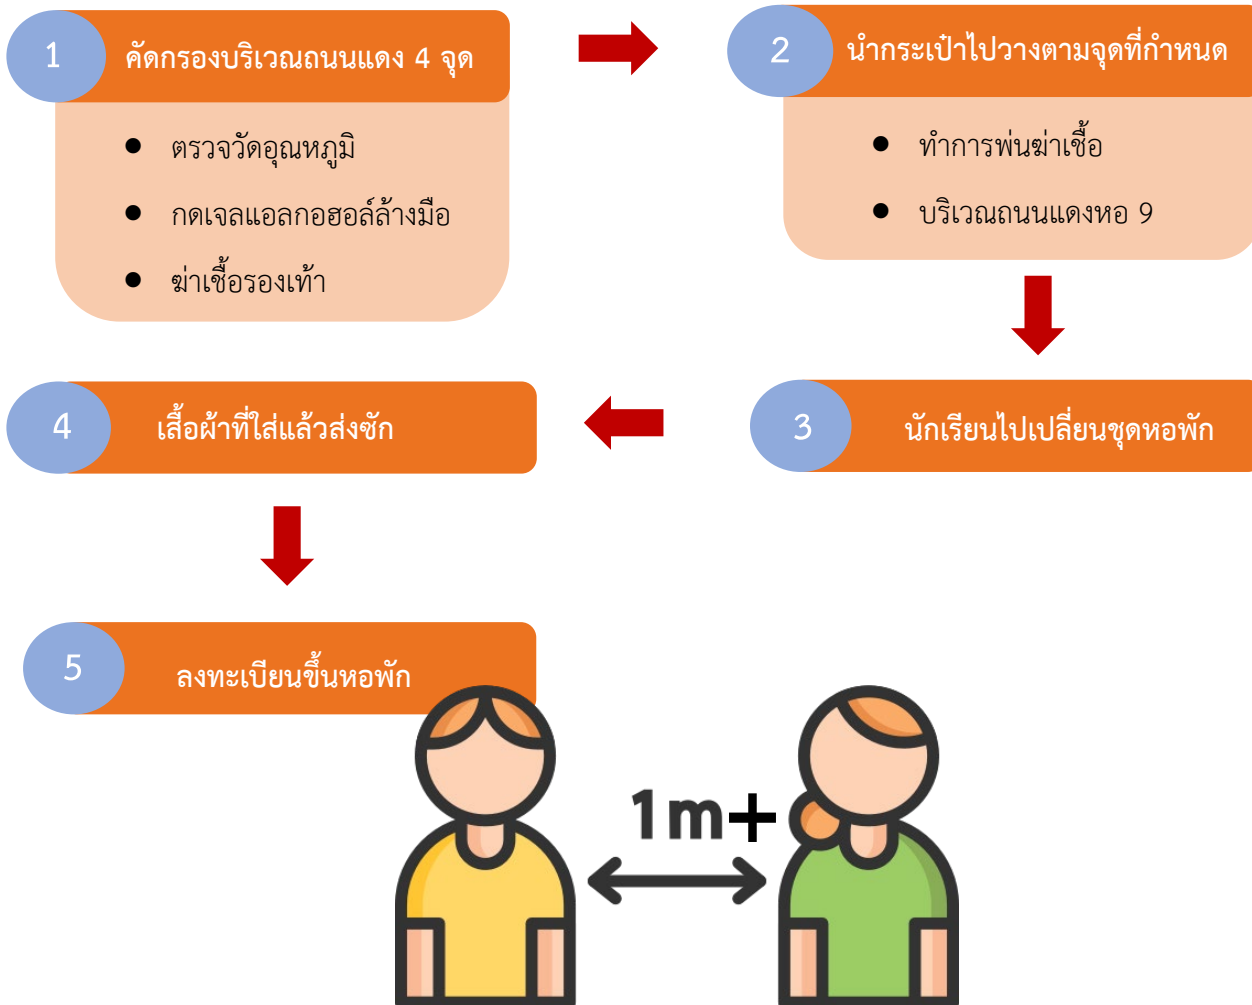 1
คัดกรองบริเวณถนนแดง 4 จุด
● ตรวจวัดอุณหภูมิ
● กดเจลแอลกอฮอล์ล้างมือ
● ฆ่าเชื้อรองเท้า
2
นำกระเป๋าไปวางตามจุดที่กำหนด
● ทำการพ่นฆ่าเชื้อ
● บริเวณถนนแดงหอ 9
3
นักเรียนไปเปลี่ยนชุดหอพัก
4
เสื้อผ้าที่ใส่แล้วส่งซัก
5
ลงทะเบียนขึ้นหอพัก
1m+